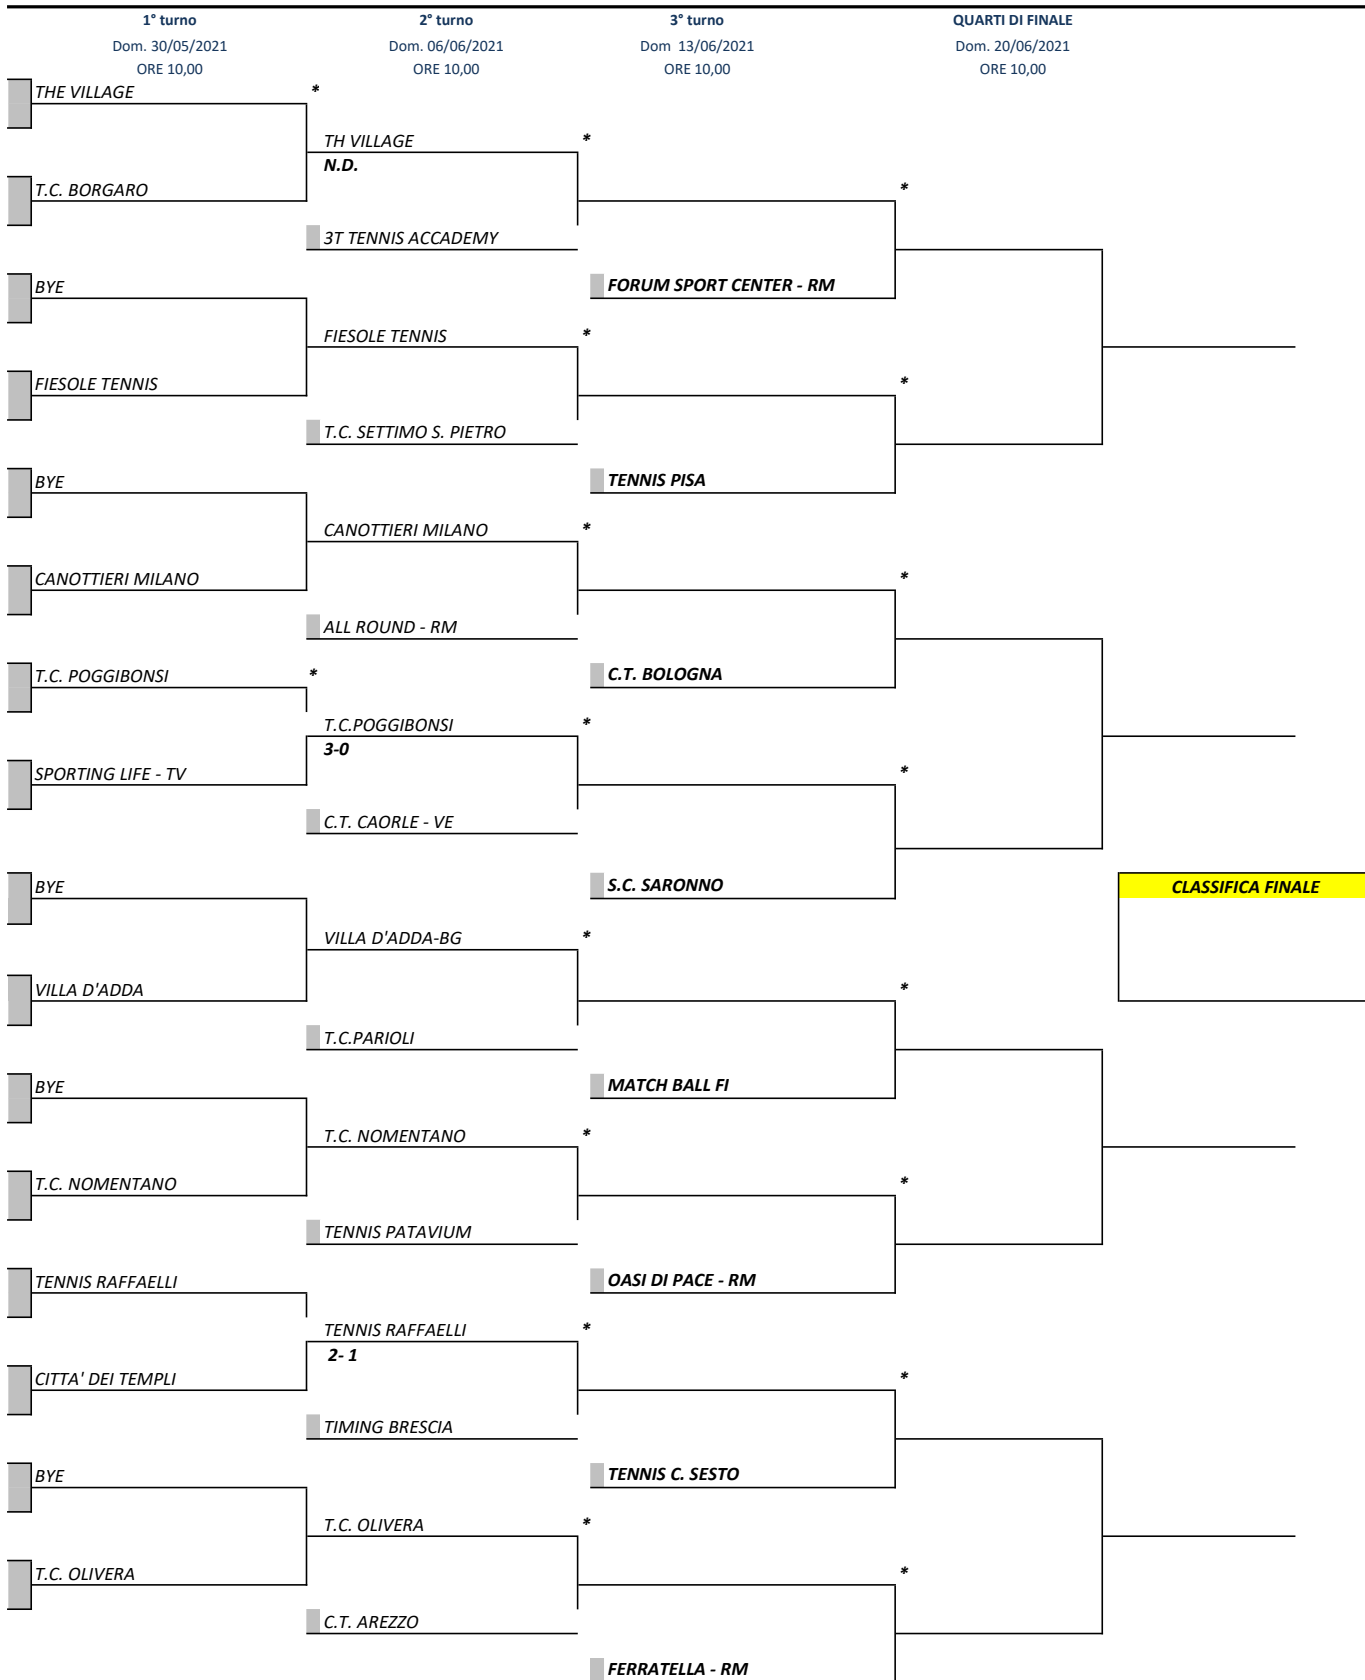 1° turno 2° turno 3° turno QUARTI DI FINALE
Dom. 30/05/2021 Dom. 06/06/2021 Dom 13/06/2021 Dom. 20/06/2021
ORE 10,00 ORE 10,00 ORE 10,00 ORE 10,00
THE VILLAGE *
TH VILLAGE *
N.D.
T.C. BORGARO *
3T TENNIS ACCADEMY
BYE FORUM SPORT CENTER - RM
FIESOLE TENNIS *
FIESOLE TENNIS *
T.C. SETTIMO S. PIETRO
BYE TENNIS PISA
CANOTTIERI MILANO *
CANOTTIERI MILANO *
ALL ROUND - RM
T.C. POGGIBONSI * C.T. BOLOGNA
T.C.POGGIBONSI *
3-0
SPORTING LIFE - TV *
C.T. CAORLE - VE
BYE S.C. SARONNO CLASSIFICA FINALE
VILLA D'ADDA-BG *
VILLA D'ADDA *
T.C.PARIOLI
BYE MATCH BALL FI
T.C. NOMENTANO *
T.C. NOMENTANO *
TENNIS PATAVIUM
TENNIS RAFFAELLI OASI DI PACE - RM
TENNIS RAFFAELLI *
2- 1
CITTA' DEI TEMPLI *
TIMING BRESCIA
BYE TENNIS C. SESTO
T.C. OLIVERA *
T.C. OLIVERA *
C.T. AREZZO
FERRATELLA - RM